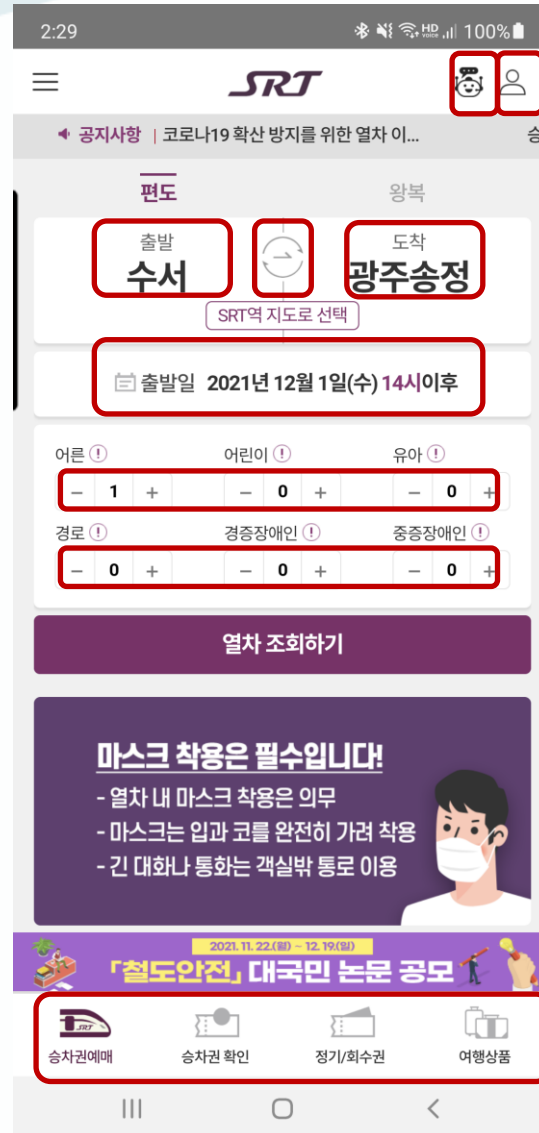 2:29 HD voice 100%
SRT
공지사항 | 코로나19 확산 방지를 위한 열차 이... 승
편도 왕복
출발 도착
수서 광주송정
SRT역 지도로 선택
출발일 2021년 12월 1일(수) 14시이후
어른 ! 어린이 ! 유아 !
− 1 + − 0 + − 0 +
경로 ! 경증장애인 ! 중증장애인 !
− 0 + − 0 + − 0 +
열차 조회하기
마스크 착용은 필수입니다!
- 열차 내 마스크 착용은 의무
- 마스크는 입과 코를 완전히 가려 착용
- 긴 대화나 통화는 객실밖 통로 이용
2021. 11. 22.(월) ~ 12. 19.(일)
「철도안전」 대국민 논문 공모
SRT
승차권예매 승차권 확인 정기/회수권 여행상품